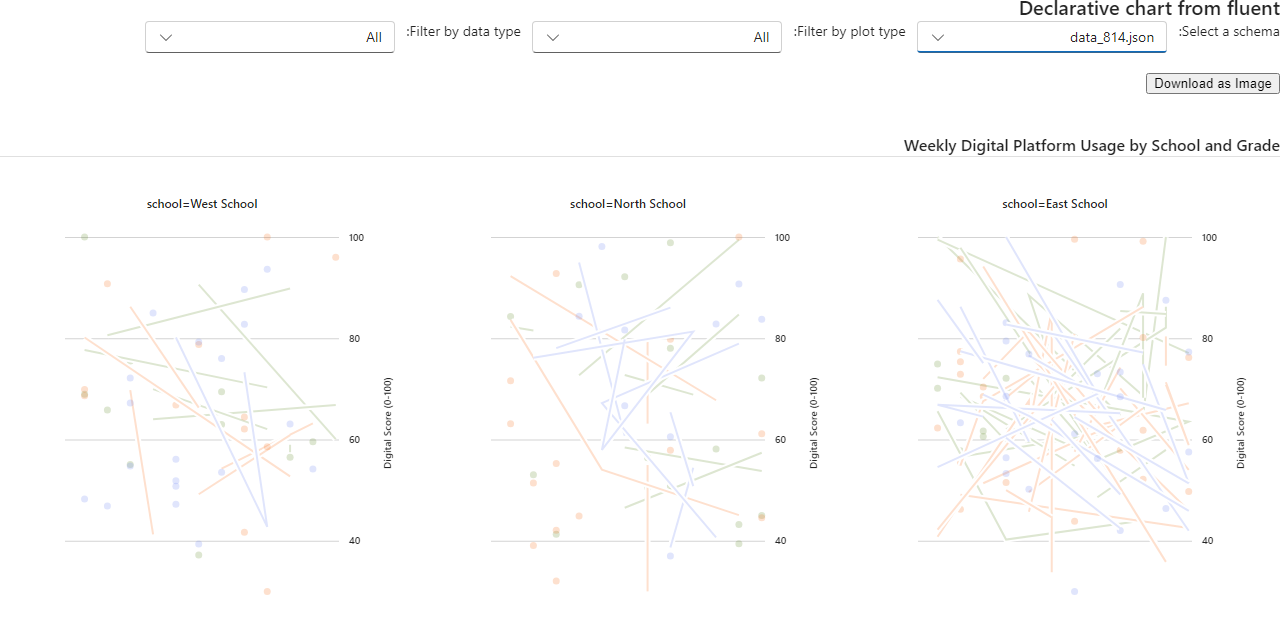 Declarative chart from fluent
:Select a schema
data_814.json
:Filter by plot type
All
:Filter by data type
All
Download as Image
Weekly Digital Platform Usage by School and Grade
school=West School
school=North School
school=East School
100
80
60
40
Digital Score (0-100)
100
80
60
40
Digital Score (0-100)
100
80
60
40
Digital Score (0-100)